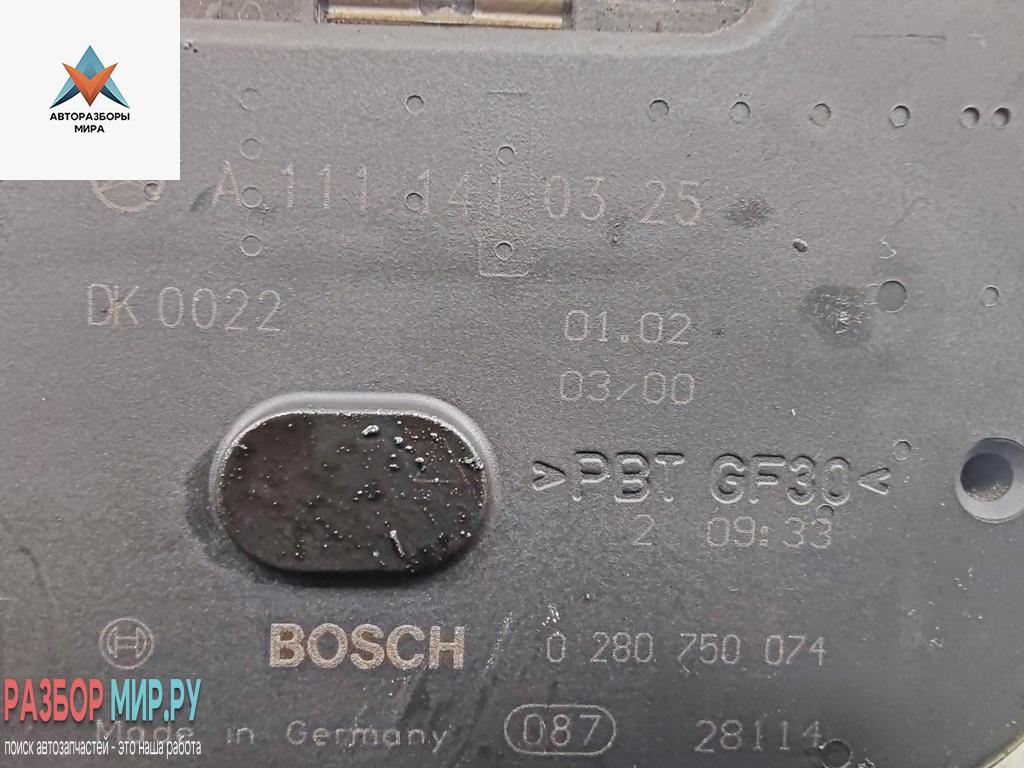 АВТОРАЗБОРЫ
МИРА
A 111 141 03 25
DK 0022
01.02
03/00
>PBT GF30<
2 09:33
BOSCH / 0 280 750 074
РАЗБОР МИР.РУ
Made in Germany 087 28114
поиск автозапчастей - это наша работа